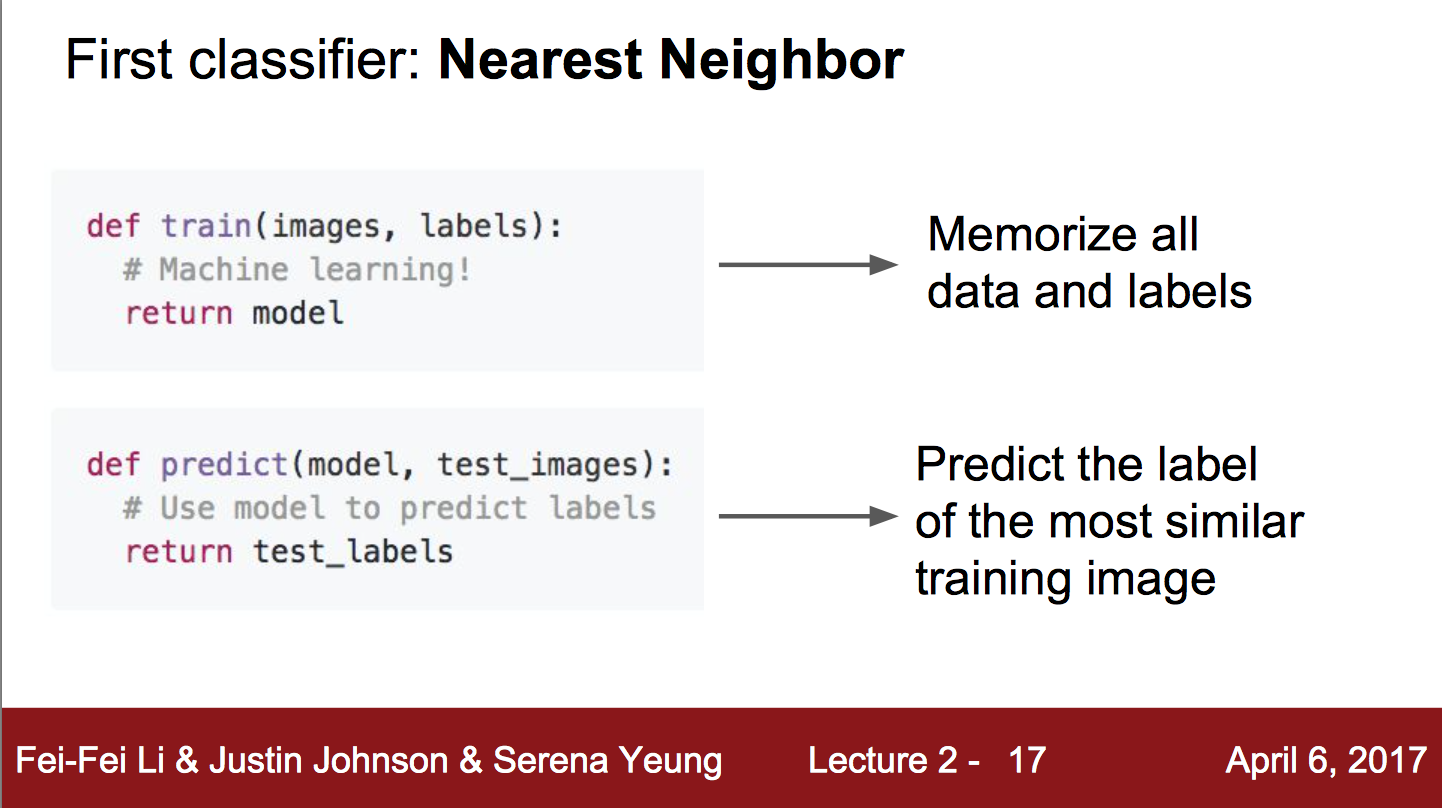 First classifier: Nearest Neighbor
def train(images, labels):
  # Machine learning!
  return model
Memorize all
data and labels
def predict(model, test_images):
  # Use model to predict labels
  return test_labels
Predict the label
of the most similar
training image
Fei-Fei Li & Justin Johnson & Serena Yeung Lecture 2 - 17 April 6, 2017